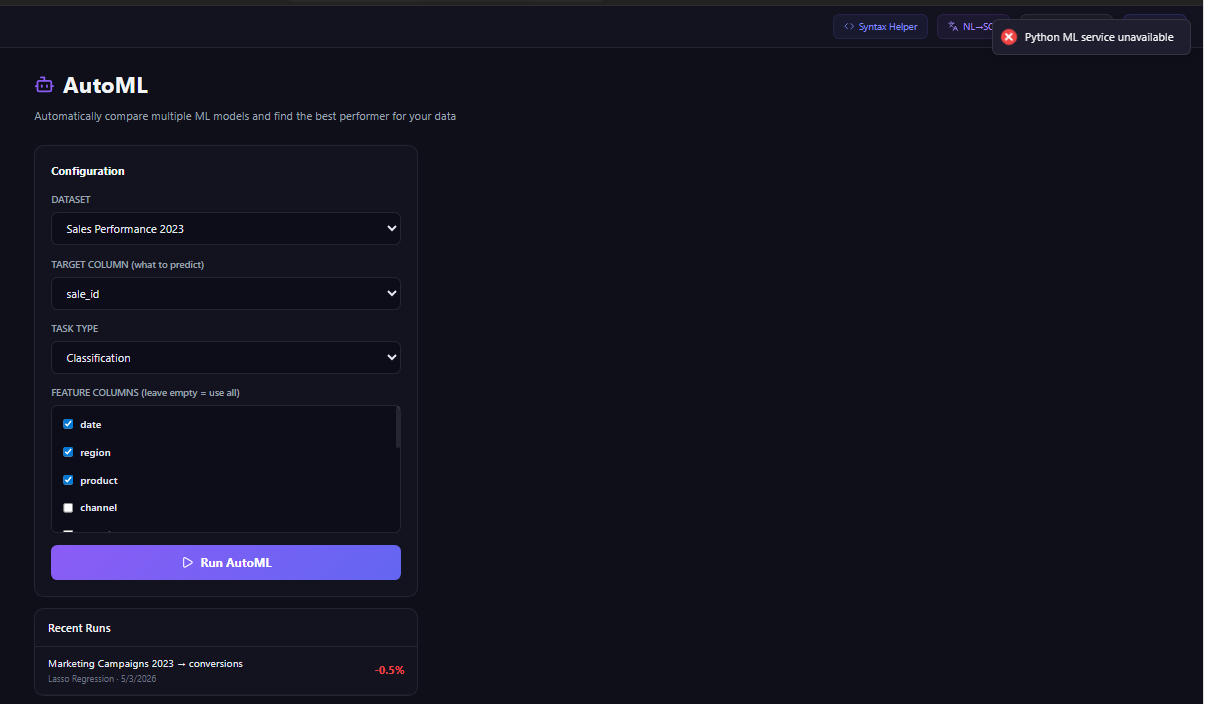 Syntax Helper
NL→SQ
Python ML service unavailable
AutoML
Automatically compare multiple ML models and find the best performer for your data
Configuration
DATASET
Sales Performance 2023
TARGET COLUMN (what to predict)
sale_id
TASK TYPE
Classification
FEATURE COLUMNS (leave empty = use all)
date
region
product
channel
Run AutoML
Recent Runs
Marketing Campaigns 2023 → conversions
-0.5%
Lasso Regression · 5/3/2026